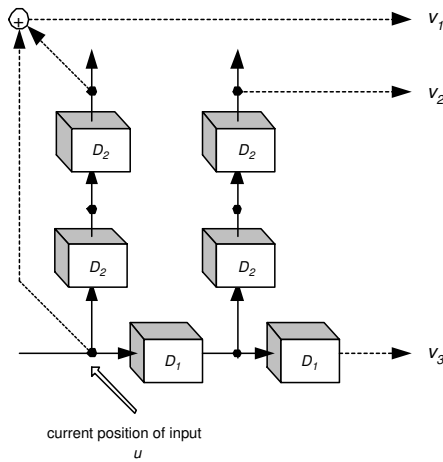 +
v1
v2
D2
D2
D2
D2
D1
D1
v3
current position of input
u